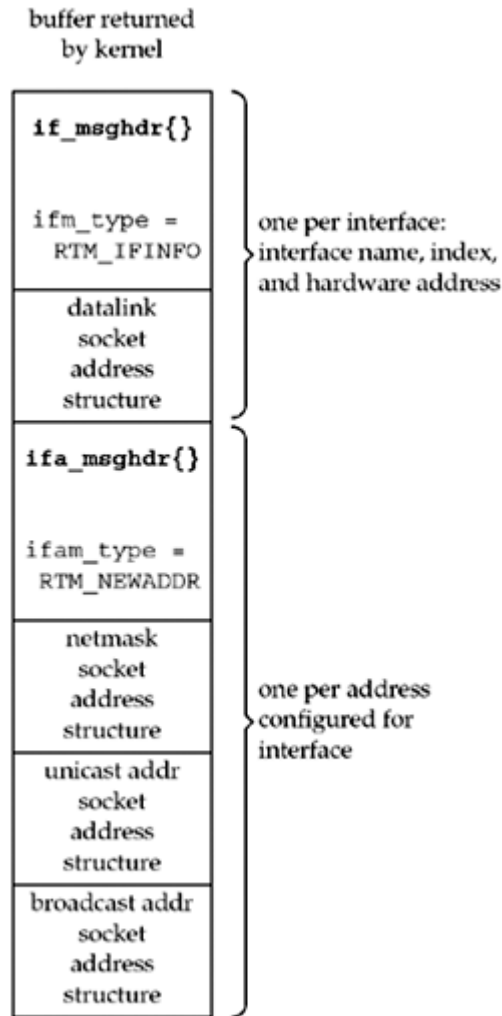 buffer returned
by kernel
if_msghdr{}
ifm_type =
RTM_IFINFO
one per interface:
interface name, index,
and hardware address
datalink
socket
address
structure
ifa_msghdr{}
ifam_type =
RTM_NEWADDR
netmask
socket
address
structure
one per address
configured for
interface
unicast addr
socket
address
structure
broadcast addr
socket
address
structure